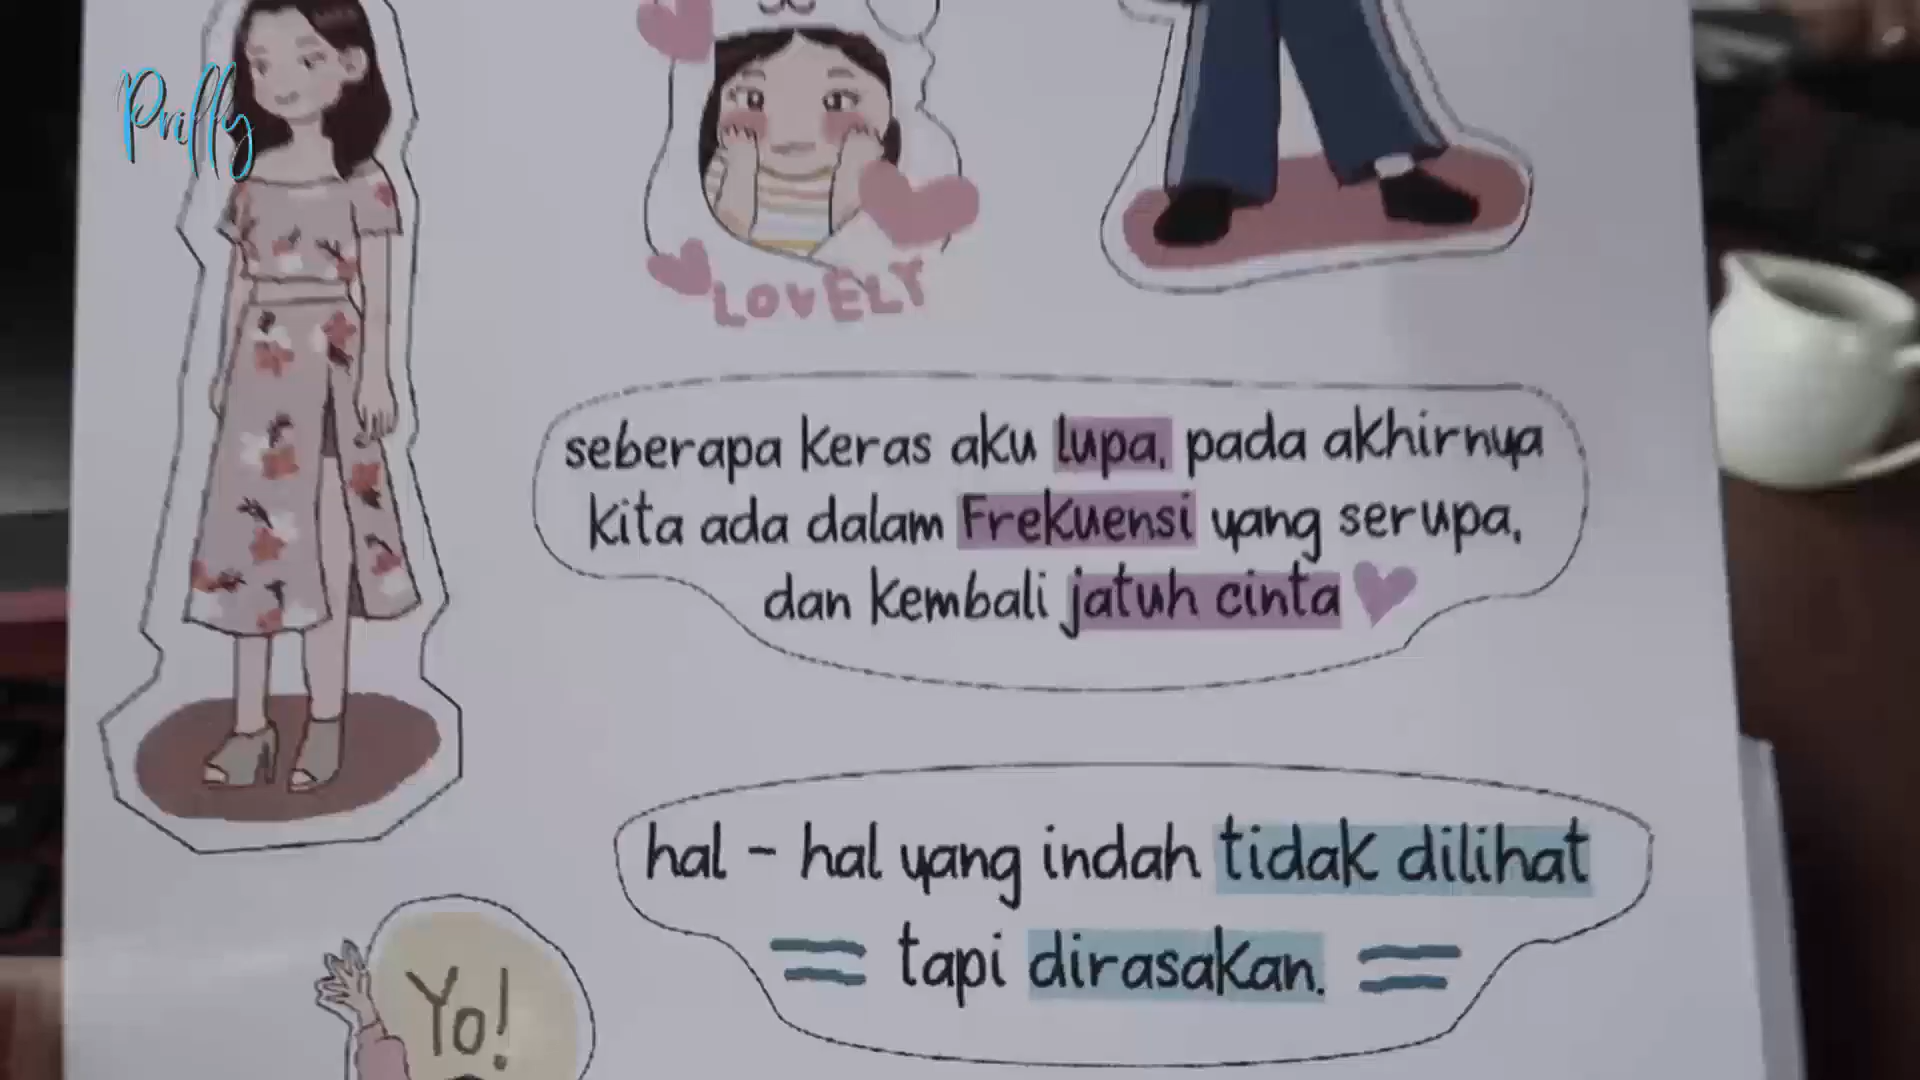 Prilly
LOVELY
seberapa keras aku lupa, pada akhirnya
kita ada dalam Frekuensi yang serupa,
dan kembali jatuh cinta
hal - hal yang indah tidak dilihat
tapi dirasakan.
Yo!